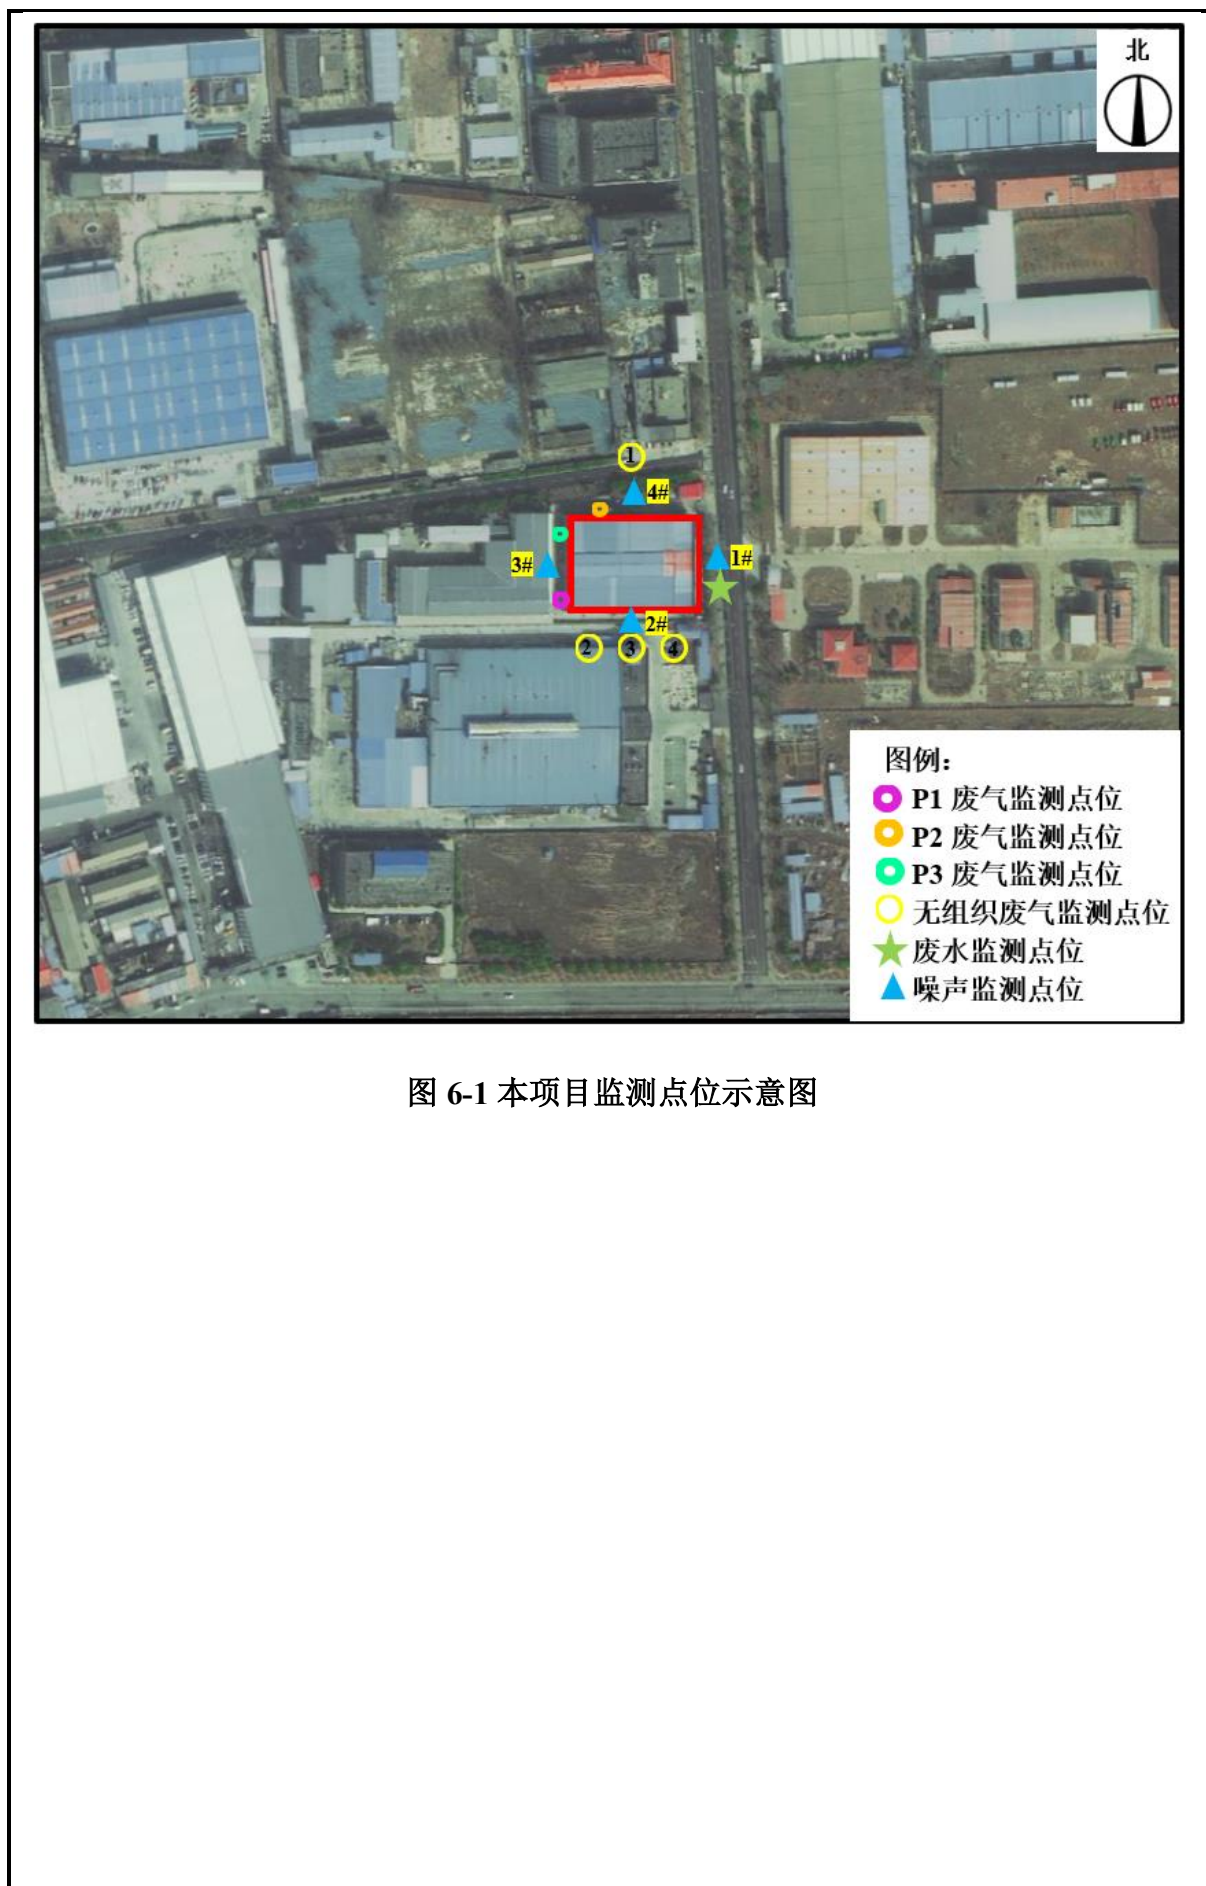 北
1
4#
3#
1#
2#
2 3 4
图例：
P1 废气监测点位
P2 废气监测点位
P3 废气监测点位
无组织废气监测点位
废水监测点位
噪声监测点位
图 6-1 本项目监测点位示意图